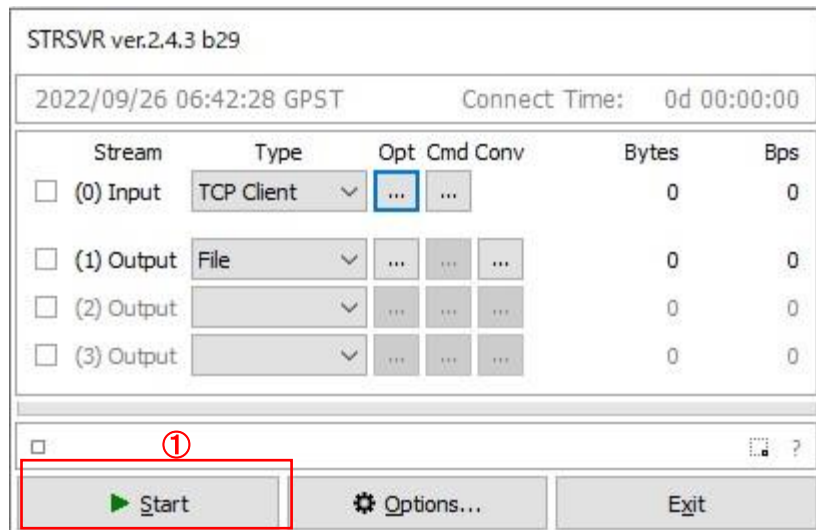 STRSVR ver.2.4.3 b29
2022/09/26 06:42:28 GPST Connect Time: 0d 00:00:00
Stream Type Opt Cmd Conv Bytes Bps
(0) Input TCP Client ... ... 0 0
(1) Output File ... ... ... 0 0
(2) Output ... ... ... 0 0
(3) Output ... ... ... 0 0
①
?
Start Options... Exit